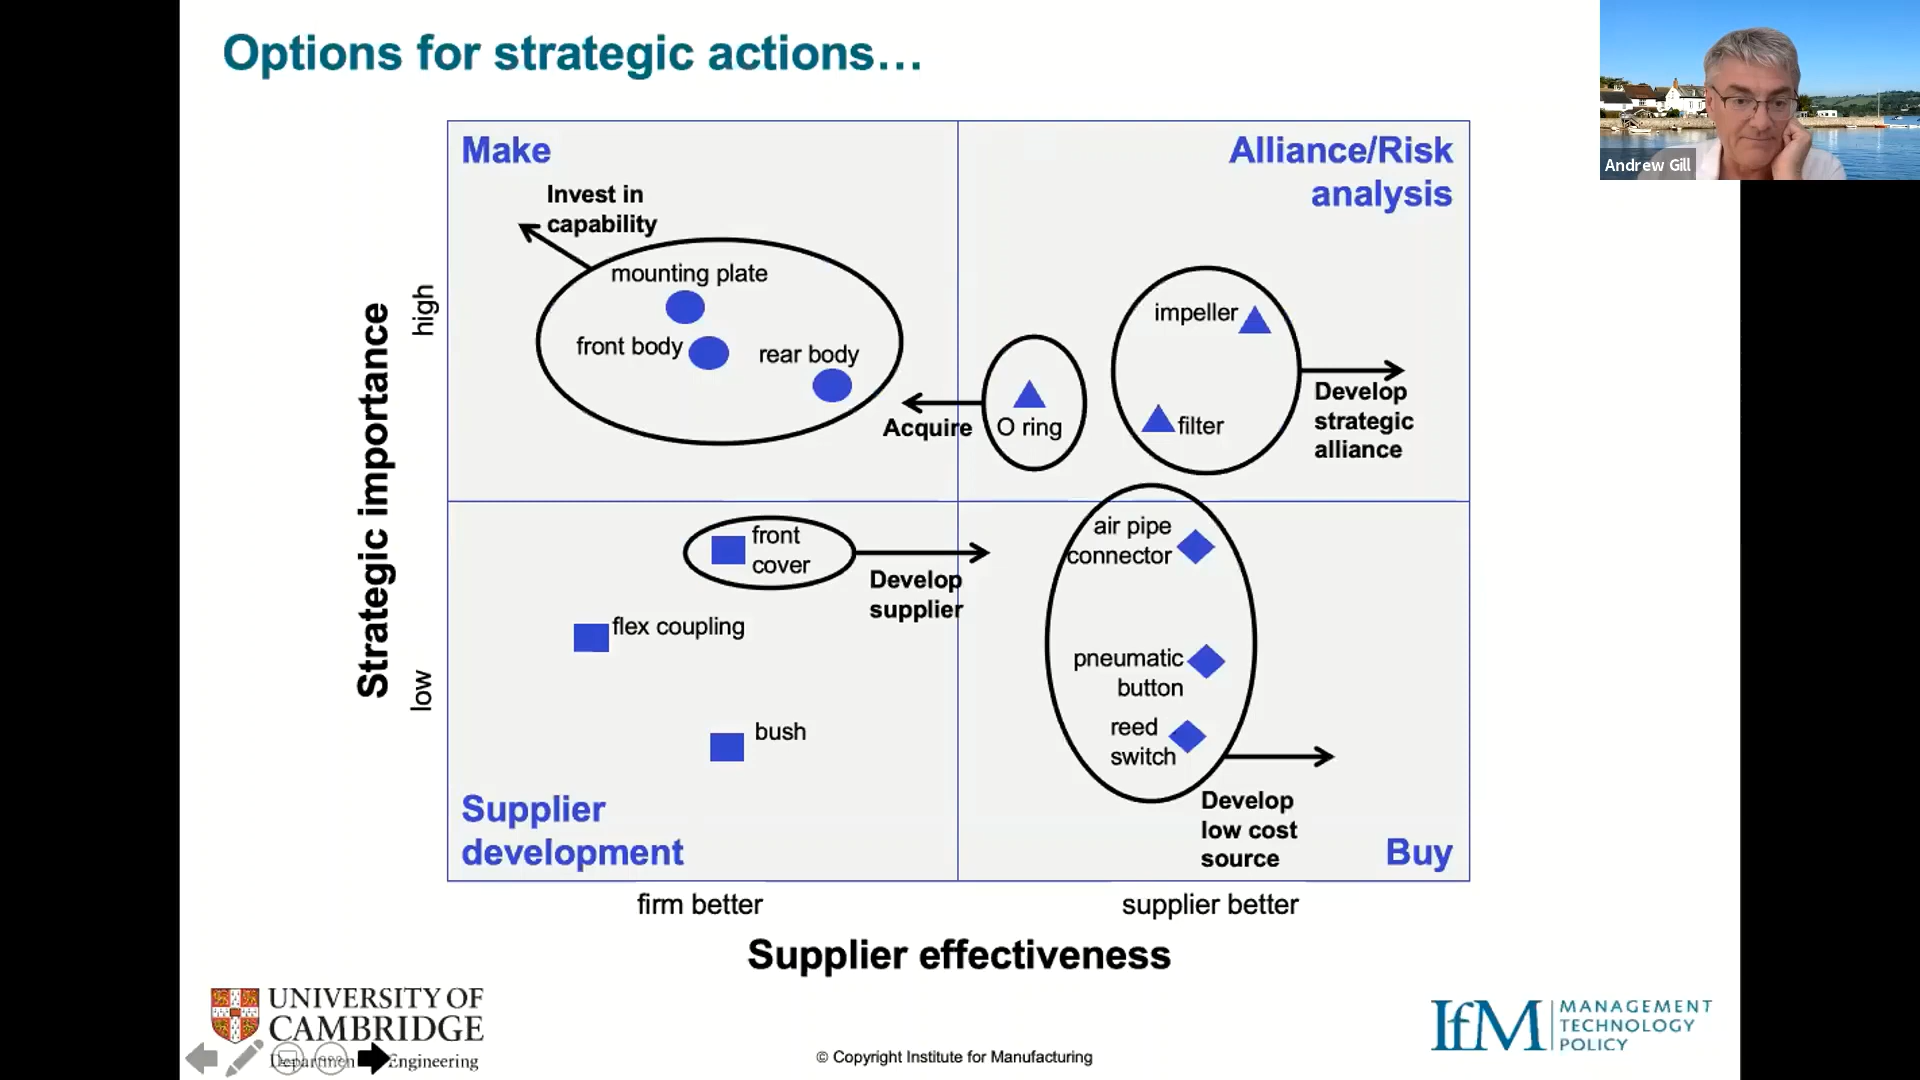 Options for strategic actions…
Andrew Gill
Make
Alliance/Risk
analysis
Invest in
capability
mounting plate
front body
rear body
Acquire
O ring
impeller
filter
Develop
strategic
alliance
high
Strategic importance
low
front
cover
Develop
supplier
flex coupling
bush
air pipe
connector
pneumatic
button
reed
switch
Develop
low cost
source
Supplier
development
Buy
firm better
supplier better
Supplier effectiveness
UNIVERSITY OF
CAMBRIDGE
Engineering
© Copyright Institute for Manufacturing
IfM
MANAGEMENT
TECHNOLOGY
POLICY